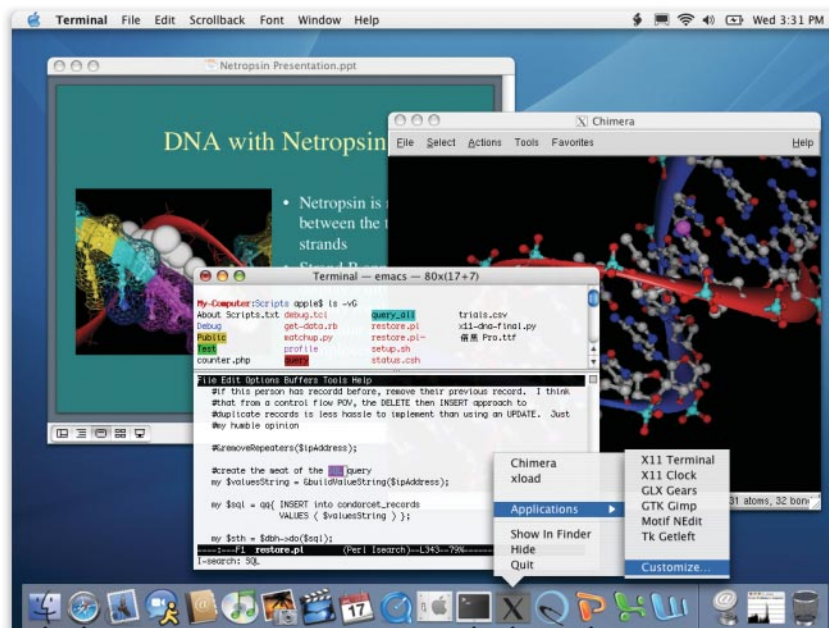 Terminal File Edit Scrollback Font Window Help
Wed 3:31 PM
Netropsin Presentation.ppt
DNA with Netropsin
• Netropsin is
between the
strands
X Chimera
File Select Actions Tools Favorites Help
31 atoms, 32 bon
Terminal — emacs — 80x(17+7)
My-Computer:Scripts apple$ ls -vG
About Scripts.txt debug.tcl query_all trials.csv
Debug get-data.rb restore.pl x11-dna-final.py
Public matchup.py restore.pl~ Pro.ttf
Test profile setup.sh
counter.php query status.csh
File Edit Options Buffers Tools Help
#if this person has recordd before, remove their previous record. I think
#that from a control flow POV, the DELETE then INSERT approach to
#duplicate records is less hassle to implement than using an UPDATE. Just
#my humble opinion
#&removeRepeaters($ipAddress);
#create the meat of the query
my $valuesString = &buildValueString($ipAddress);
my $sql = qq{ INSERT into condorcet_records
VALUES ( $valuesString ) };
my $sth = $dbh->do($sql);
----:---F1 restore.pl (Perl Isearch)--L343--79%
I-search: SQL
Chimera
xload
Applications
Show In Finder
Hide
Quit
X11 Terminal
X11 Clock
GLX Gears
GTK Gimp
Motif NEdit
Tk Getleft
Customize...
17